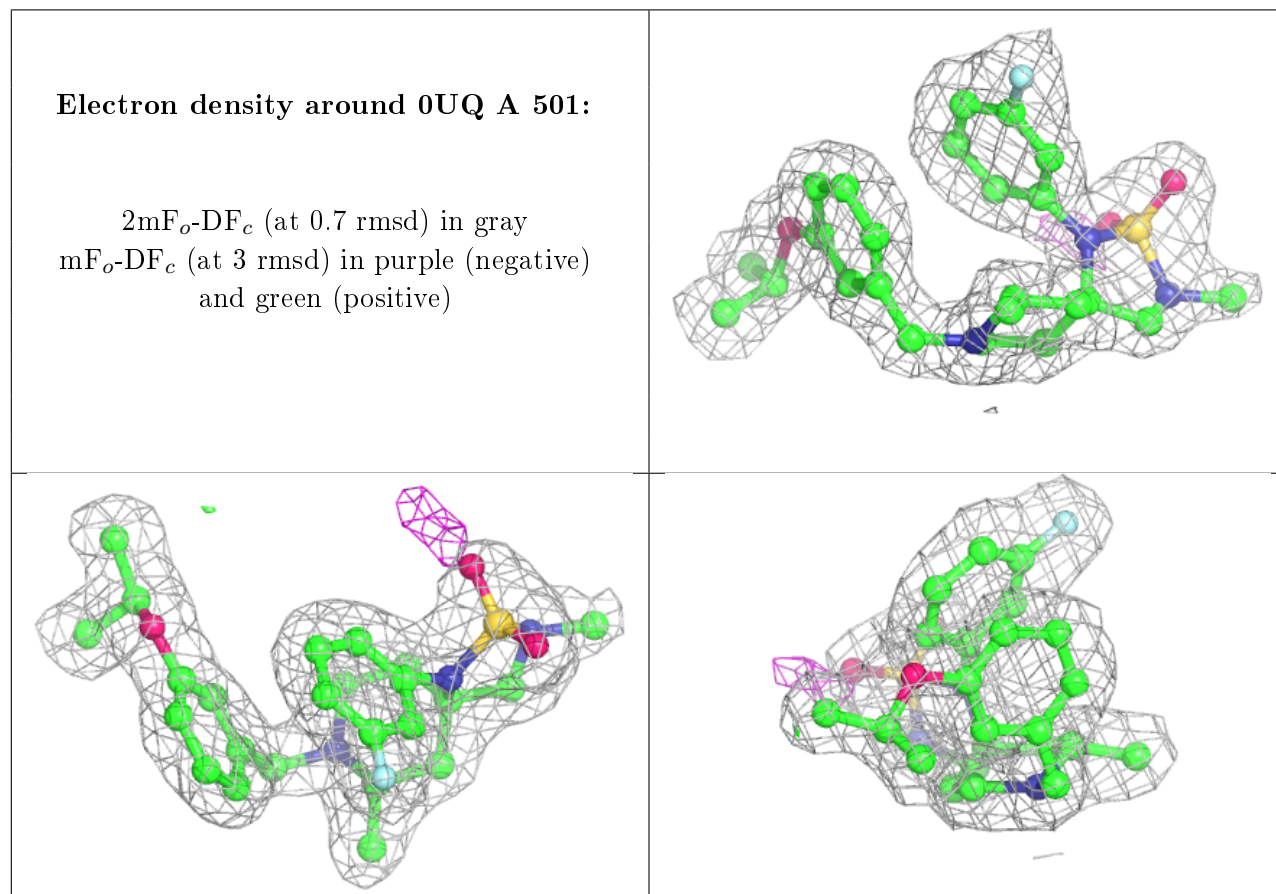 Electron density around 0UQ A 501:
2mFo-DFc (at 0.7 rmsd) in gray
mFo-DFc (at 3 rmsd) in purple (negative)
and green (positive)